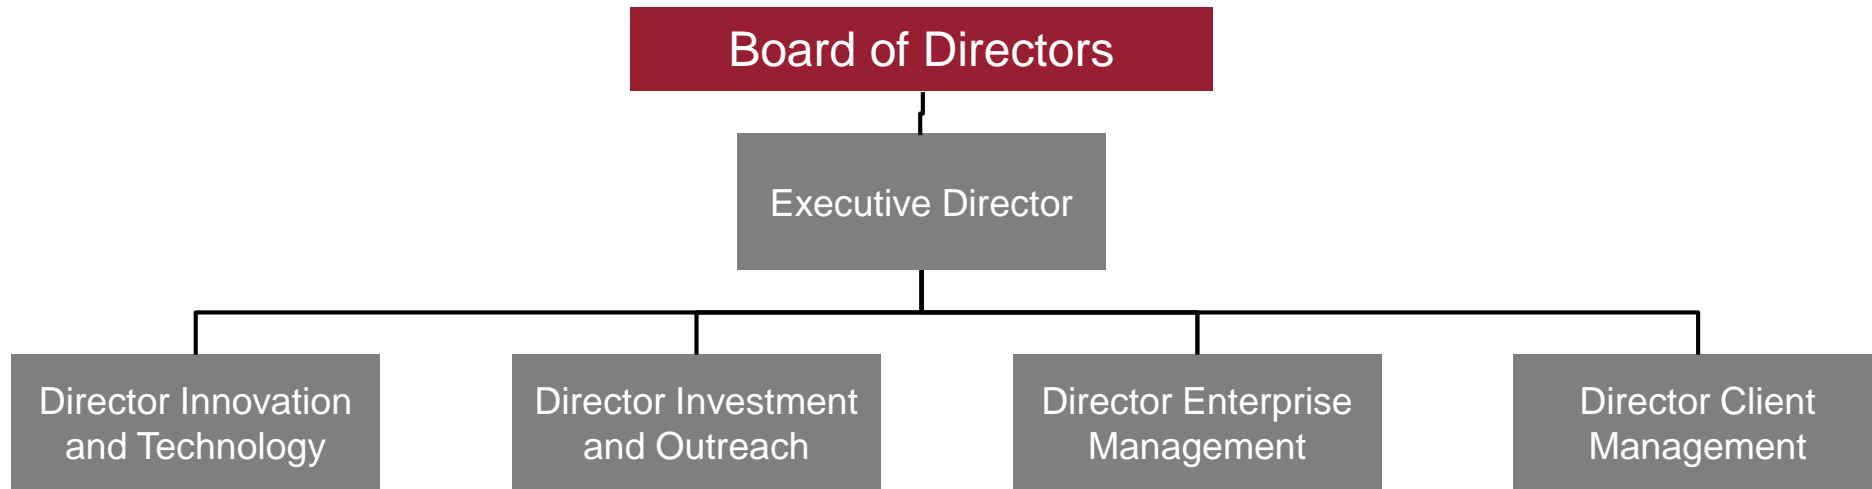 Board of Directors
Executive Director
Director Innovation
and Technology
Director Investment
and Outreach
Director Enterprise
Management
Director Client
Management